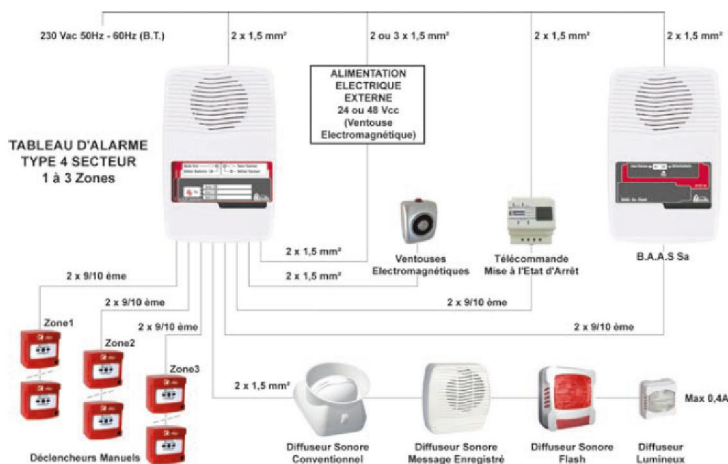 230 Vac 50Hz - 60Hz (B.T.)
2 x 1,5 mm²
2 ou 3 x 1,5 mm²
2 x 1,5 mm²
2 x 1,5 mm²
ALIMENTATION
ELECTRIQUE
EXTERNE
24 ou 48 Vcc
(Ventouse
Electromagnétique)
TABLEAU D'ALARME
TYPE 4 SECTEUR
1 à 3 Zones
2 x 1,5 mm²
2 x 1,5 mm²
Ventouses
Electromagnétiques
Télécommande
Mise à l'Etat d'Arrêt
B.A.A.S Sa
2 x 9/10 ème
2 x 9/10 ème
2 x 9/10 ème
2 x 9/10 ème
2 x 9/10 ème
Zone1
Zone2
Zone3
2 x 1,5 mm²
Max 0,4A
Déclencheurs Manuels
Diffuseur Sonore
Conventionnel
Diffuseur Sonore
Message Enregistré
Diffuseur Sonore
Flash
Diffuseur
Lumineux